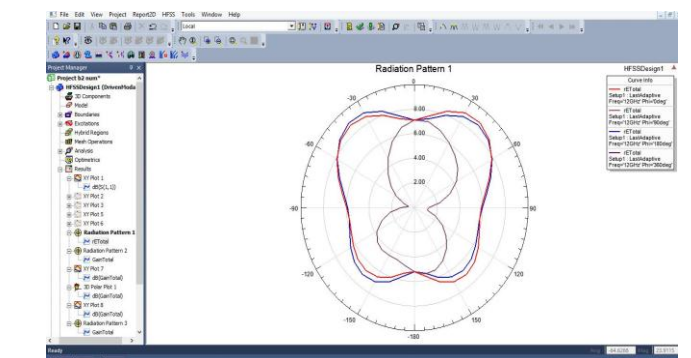 File Edit View Project Report2D HFSS Tools Window Help
Local
Project Manager
Project b2 num*
HFSSDesign1 (DrivenModa
3D Components
Model
Boundaries
Excitations
Hybrid Regions
Mesh Operations
Analysis
Optimetrics
Results
XY Plot 1
dB(S(1,1))
XY Plot 2
XY Plot 3
XY Plot 5
XY Plot 6
Radiation Pattern 1
rETotal
Radiation Pattern 2
GainTotal
XY Plot 7
dB(GainTotal)
3D Polar Plot 1
dB(GainTotal)
XY Plot 8
dB(GainTotal)
Radiation Pattern 3
GainTotal
Radiation Pattern 1
HFSSDesign1
Curve Info
rETotal
Setup1 : LastAdaptive
Freq='12GHz' Phi='0deg'
rETotal
Setup1 : LastAdaptive
Freq='12GHz' Phi='90deg'
rETotal
Setup1 : LastAdaptive
Freq='12GHz' Phi='180deg'
rETotal
Setup1 : LastAdaptive
Freq='12GHz' Phi='360deg'
0
-30
30
8.00
6.00
-60
60
4.00
2.00
-90
90
-120
120
-150
150
-180
Ready